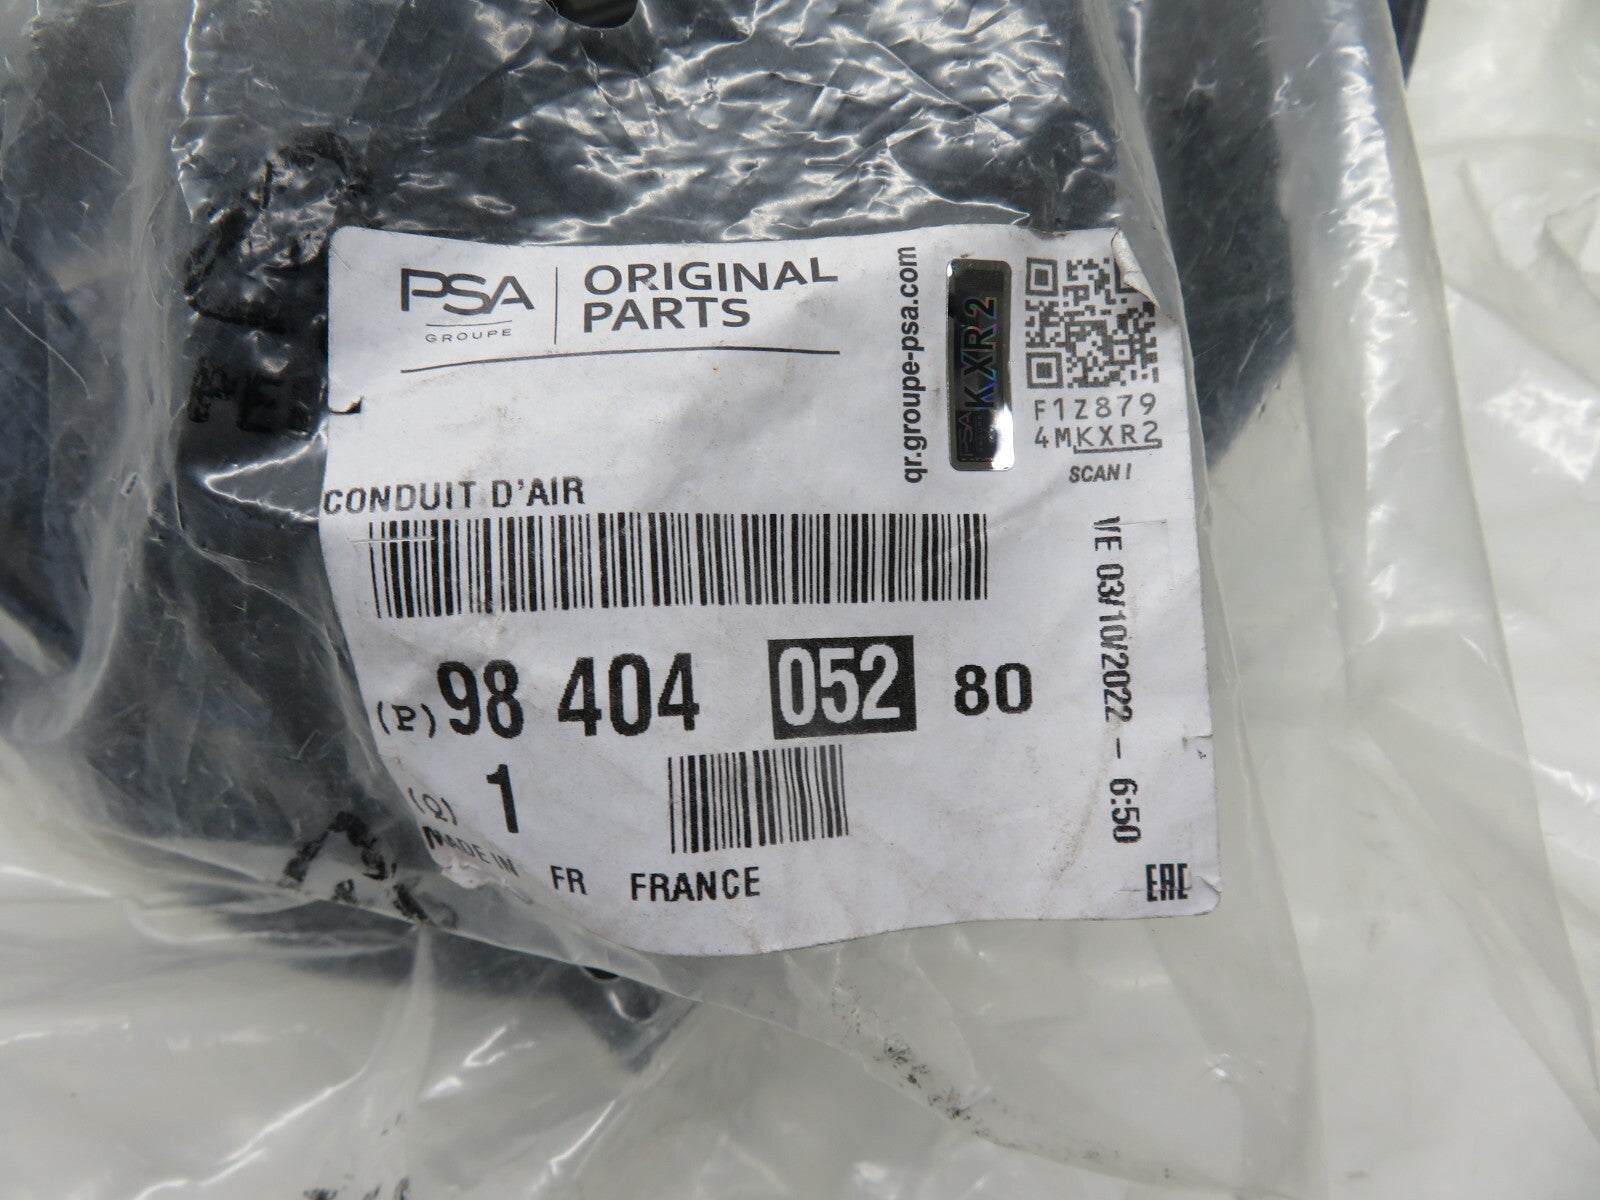 PSA
GROUPE
ORIGINAL
PARTS
qr.groupe-psa.com
PSA KXR2
F1Z879
4MKXR2
SCAN !
CONDUIT D'AIR
(P) 98 404 052 80
(Q) 1
MADE IN FR FRANCE
VE 03/10/2022 - 6:50
EAC